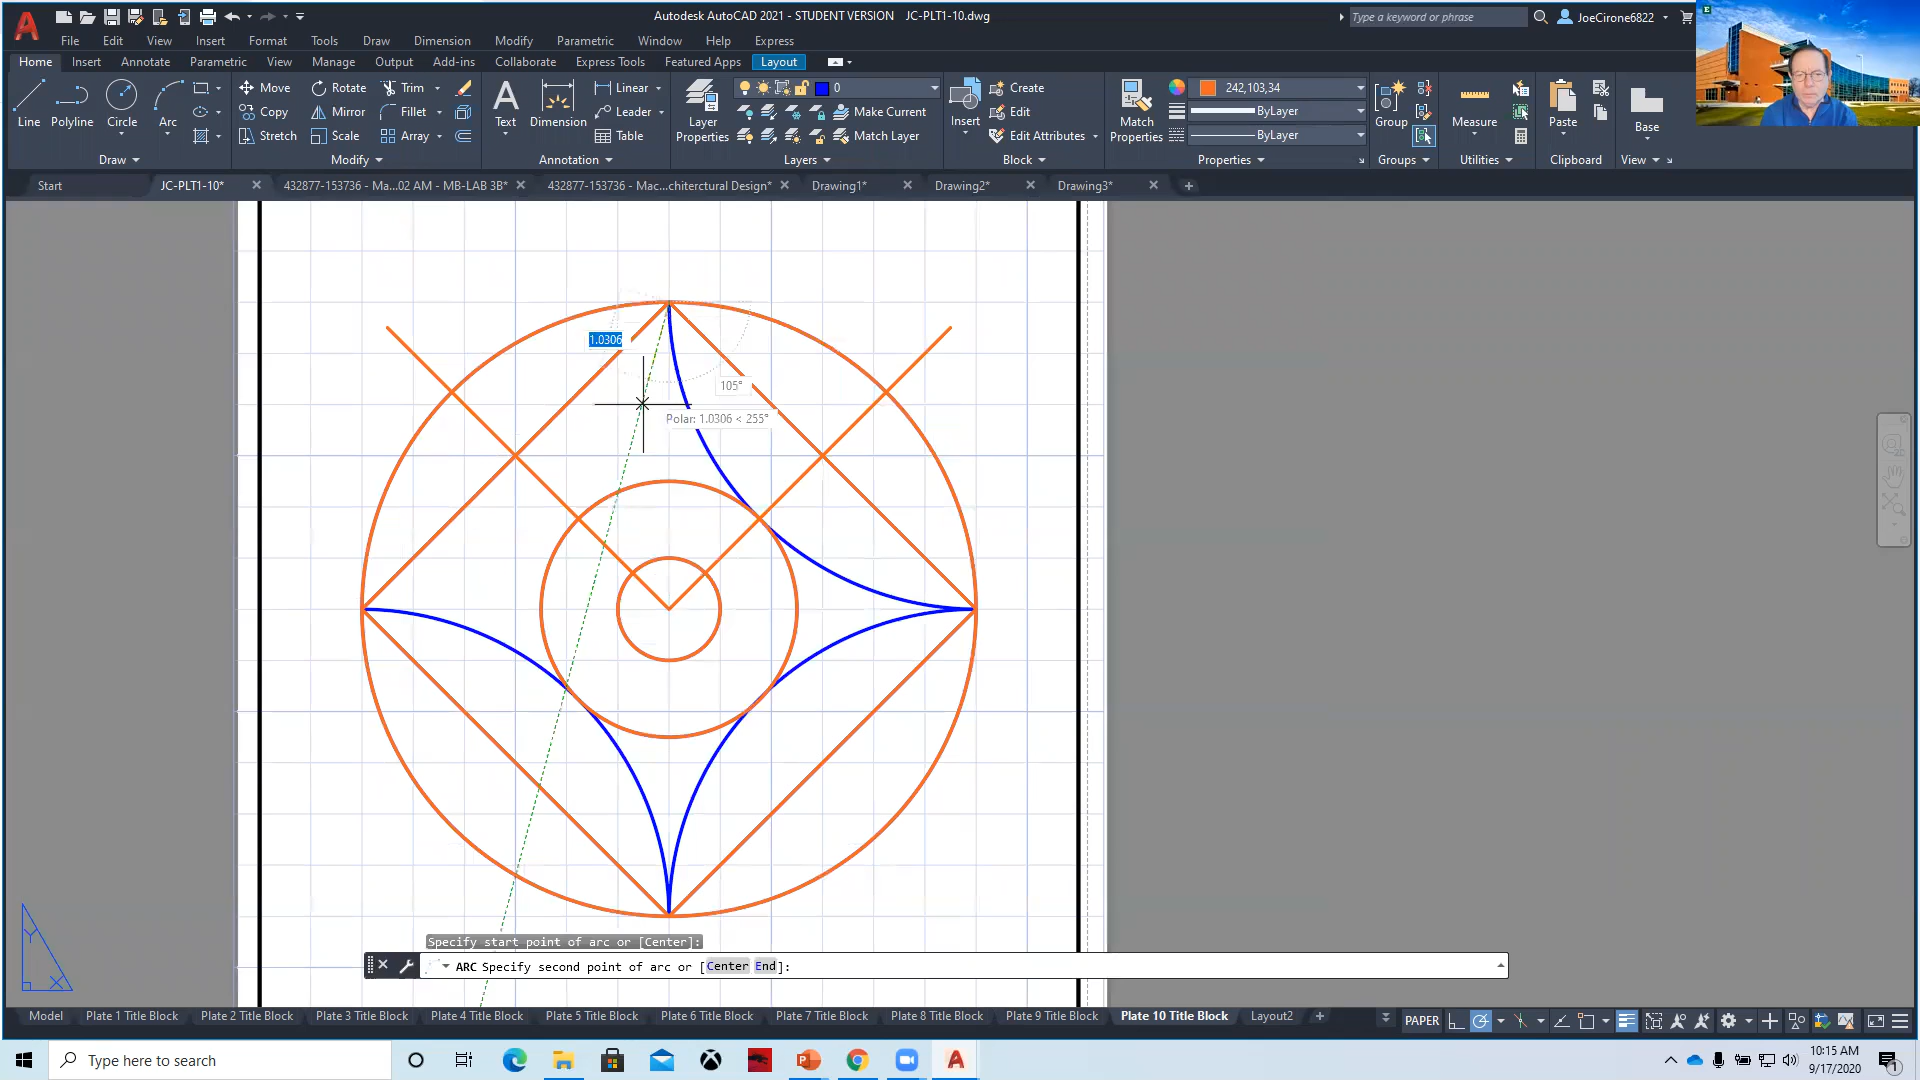 Autodesk AutoCAD 2021 - STUDENT VERSION JC-PLT1-10.dwg
Type a keyword or phrase
JoeCirone6822
File Edit View Insert Format Tools Draw Dimension Modify Parametric Window Help Express
Home Insert Annotate Parametric View Manage Output Add-ins Collaborate Express Tools Featured Apps Layout
Line Polyline Circle Arc
Move Rotate Trim
Copy Mirror Fillet
Stretch Scale Array
Text Dimension
Linear
Leader
Table
Layer Properties
0
Make Current
Match Layer
Insert
Create
Edit
Edit Attributes
Match Properties
242,103,34
ByLayer
ByLayer
Group
Measure
Paste
Base
Draw Modify Annotation Layers Block Properties Groups Utilities Clipboard View
Start JC-PLT1-10* 432877-153736 - Ma...02 AM - MB-LAB 3B* 432877-153736 - Mac...chiterctural Design* Drawing1* Drawing2* Drawing3*
1.0306
105°
Polar: 1.0306 < 255°
Y
X
Specify start point of arc or [Center]:
ARC Specify second point of arc or [Center End]:
Model Plate 1 Title Block Plate 2 Title Block Plate 3 Title Block Plate 4 Title Block Plate 5 Title Block Plate 6 Title Block Plate 7 Title Block Plate 8 Title Block Plate 9 Title Block Plate 10 Title Block Layout2
PAPER
Type here to search
10:15 AM
9/17/2020
1